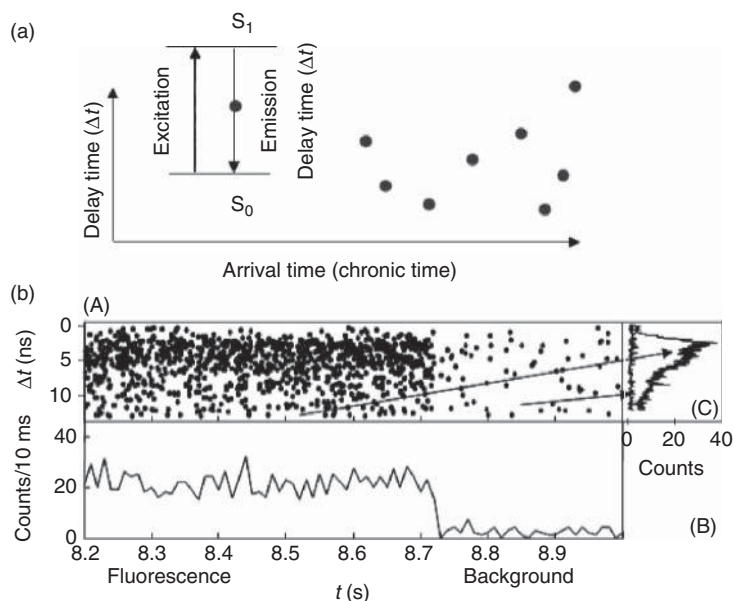 (a)
S1
Excitation
Emission
Delay time (Δt)
S0
Delay time (Δt)
Arrival time (chronic time)
(b)
(A)
0
5
10
Δt (ns)
(C)
0 20 40
Counts
40
20
0
Counts/10 ms
(B)
8.2 8.3 8.4 8.5 8.6 8.7 8.8 8.9
Fluorescence Background
t (s)